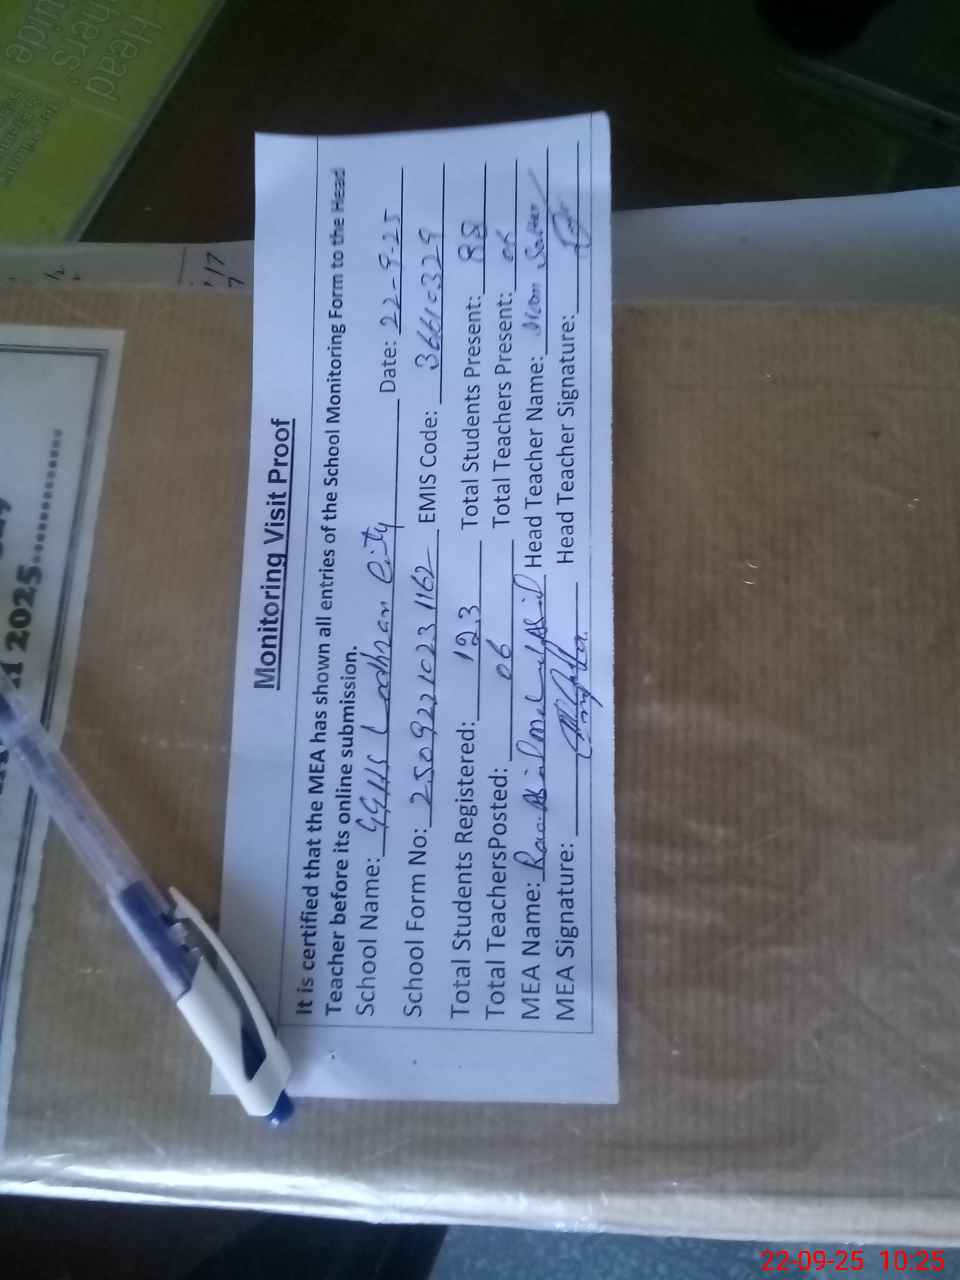 Monitoring Visit Proof
It is certified that the MEA has shown all entries of the School Monitoring Form to the Head
Teacher before its online submission.
School Name: GGHS Lodhran City Date: 22-9-25
School Form No: 2509221023 1162 EMIS Code: 36610329
Total Students Registered: 123 Total Students Present: 88
Total TeachersPosted: 06 Total Teachers Present: 06
MEA Name: Rao Head Teacher Name:
MEA Signature: Head Teacher Signature:
2025
Head
22-09-25 10:25